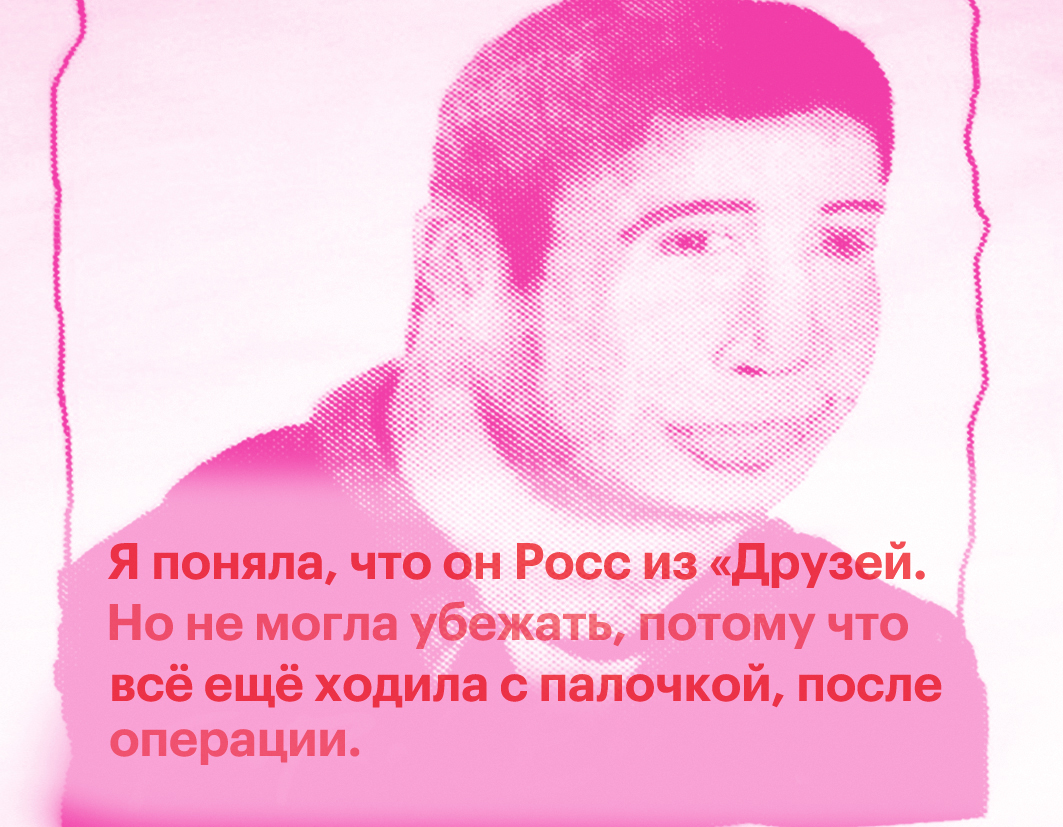 Я поняла, что он Росс из «Друзей.
Но не могла убежать, потому что
всё ещё ходила с палочкой, после
операции.